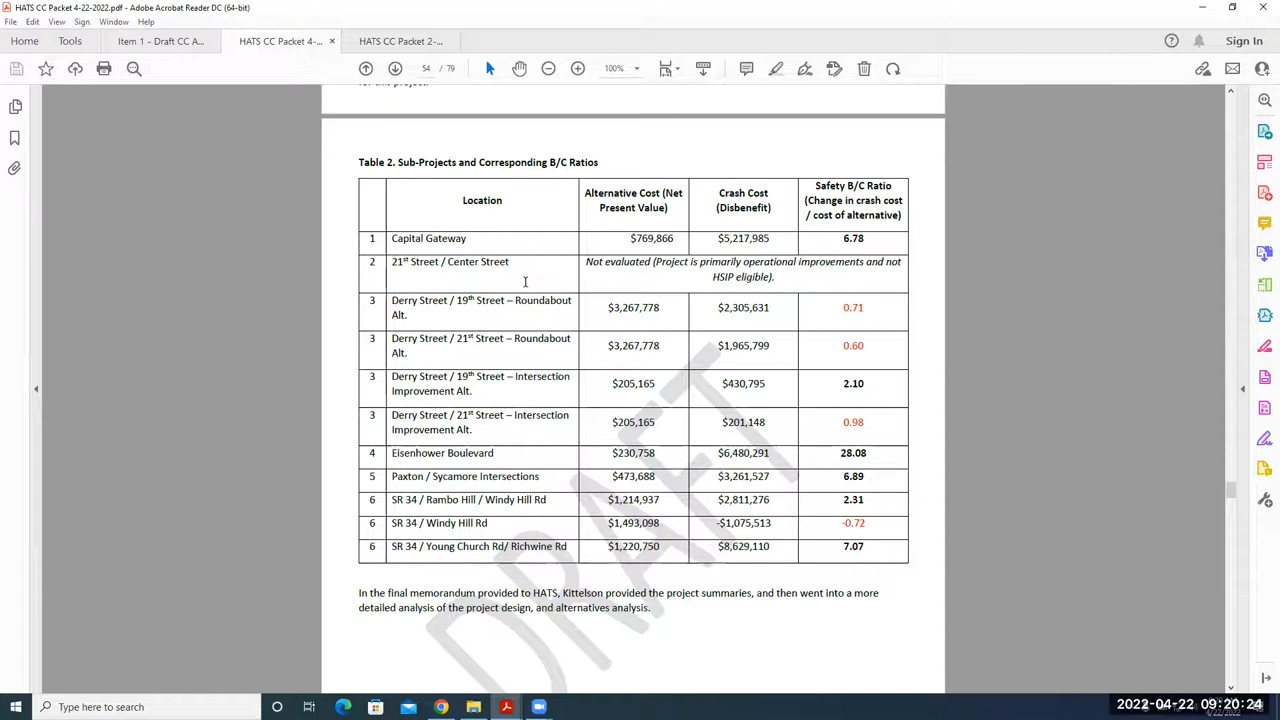 HATS CC Packet 4-22-2022.pdf - Adobe Acrobat Reader DC (64-bit)
File Edit View Sign Window Help
Home Tools Item 1 - Draft CC A... HATS CC Packet 4-... × HATS CC Packet 2-... Sign In
54 / 79 100%
Table 2. Sub-Projects and Corresponding B/C Ratios
Location
Alternative Cost (Net
Present Value)
Crash Cost
(Disbenefit)
Safety B/C Ratio
(Change in crash cost
/ cost of alternative)
1 Capital Gateway $769,866 $5,217,985 6.78
2 21st Street / Center Street Not evaluated (Project is primarily operational improvements and not
HSIP eligible).
3 Derry Street / 19th Street – Roundabout
Alt. $3,267,778 $2,305,631 0.71
3 Derry Street / 21st Street – Roundabout
Alt. $3,267,778 $1,965,799 0.60
3 Derry Street / 19th Street – Intersection
Improvement Alt. $205,165 $430,795 2.10
3 Derry Street / 21st Street – Intersection
Improvement Alt. $205,165 $201,148 0.98
4 Eisenhower Boulevard $230,758 $6,480,291 28.08
5 Paxton / Sycamore Intersections $473,688 $3,261,527 6.89
6 SR 34 / Rambo Hill / Windy Hill Rd $1,214,937 $2,811,276 2.31
6 SR 34 / Windy Hill Rd $1,493,098 -$1,075,513 -0.72
6 SR 34 / Young Church Rd/ Richwine Rd $1,220,750 $8,629,110 7.07
In the final memorandum provided to HATS, Kittelson provided the project summaries, and then went into a more
detailed analysis of the project design, and alternatives analysis.
DRAFT
Type here to search
2022-04-22 09:20:24